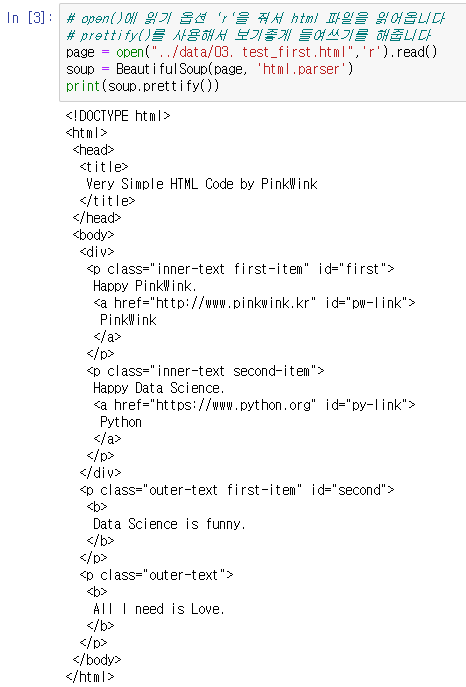 In [3]:
# open()에 읽기 옵션 'r'을 줘서 html 파일을 읽어옵니다
# prettify()를 사용해서 보기좋게 들여쓰기를 해줍니다
page = open("../data/03. test_first.html",'r').read()
soup = BeautifulSoup(page, 'html.parser')
print(soup.prettify())
<!DOCTYPE html>
<html>
 <head>
  <title>
   Very Simple HTML Code by PinkWink
  </title>
 </head>
 <body>
  <div>
   <p class="inner-text first-item" id="first">
    Happy PinkWink.
    <a href="http://www.pinkwink.kr" id="pw-link">
     PinkWink
    </a>
   </p>
   <p class="inner-text second-item">
    Happy Data Science.
    <a href="https://www.python.org" id="py-link">
     Python
    </a>
   </p>
  </div>
  <p class="outer-text first-item" id="second">
   <b>
    Data Science is funny.
   </b>
  </p>
  <p class="outer-text">
   <b>
    All I need is Love.
   </b>
  </p>
 </body>
</html>